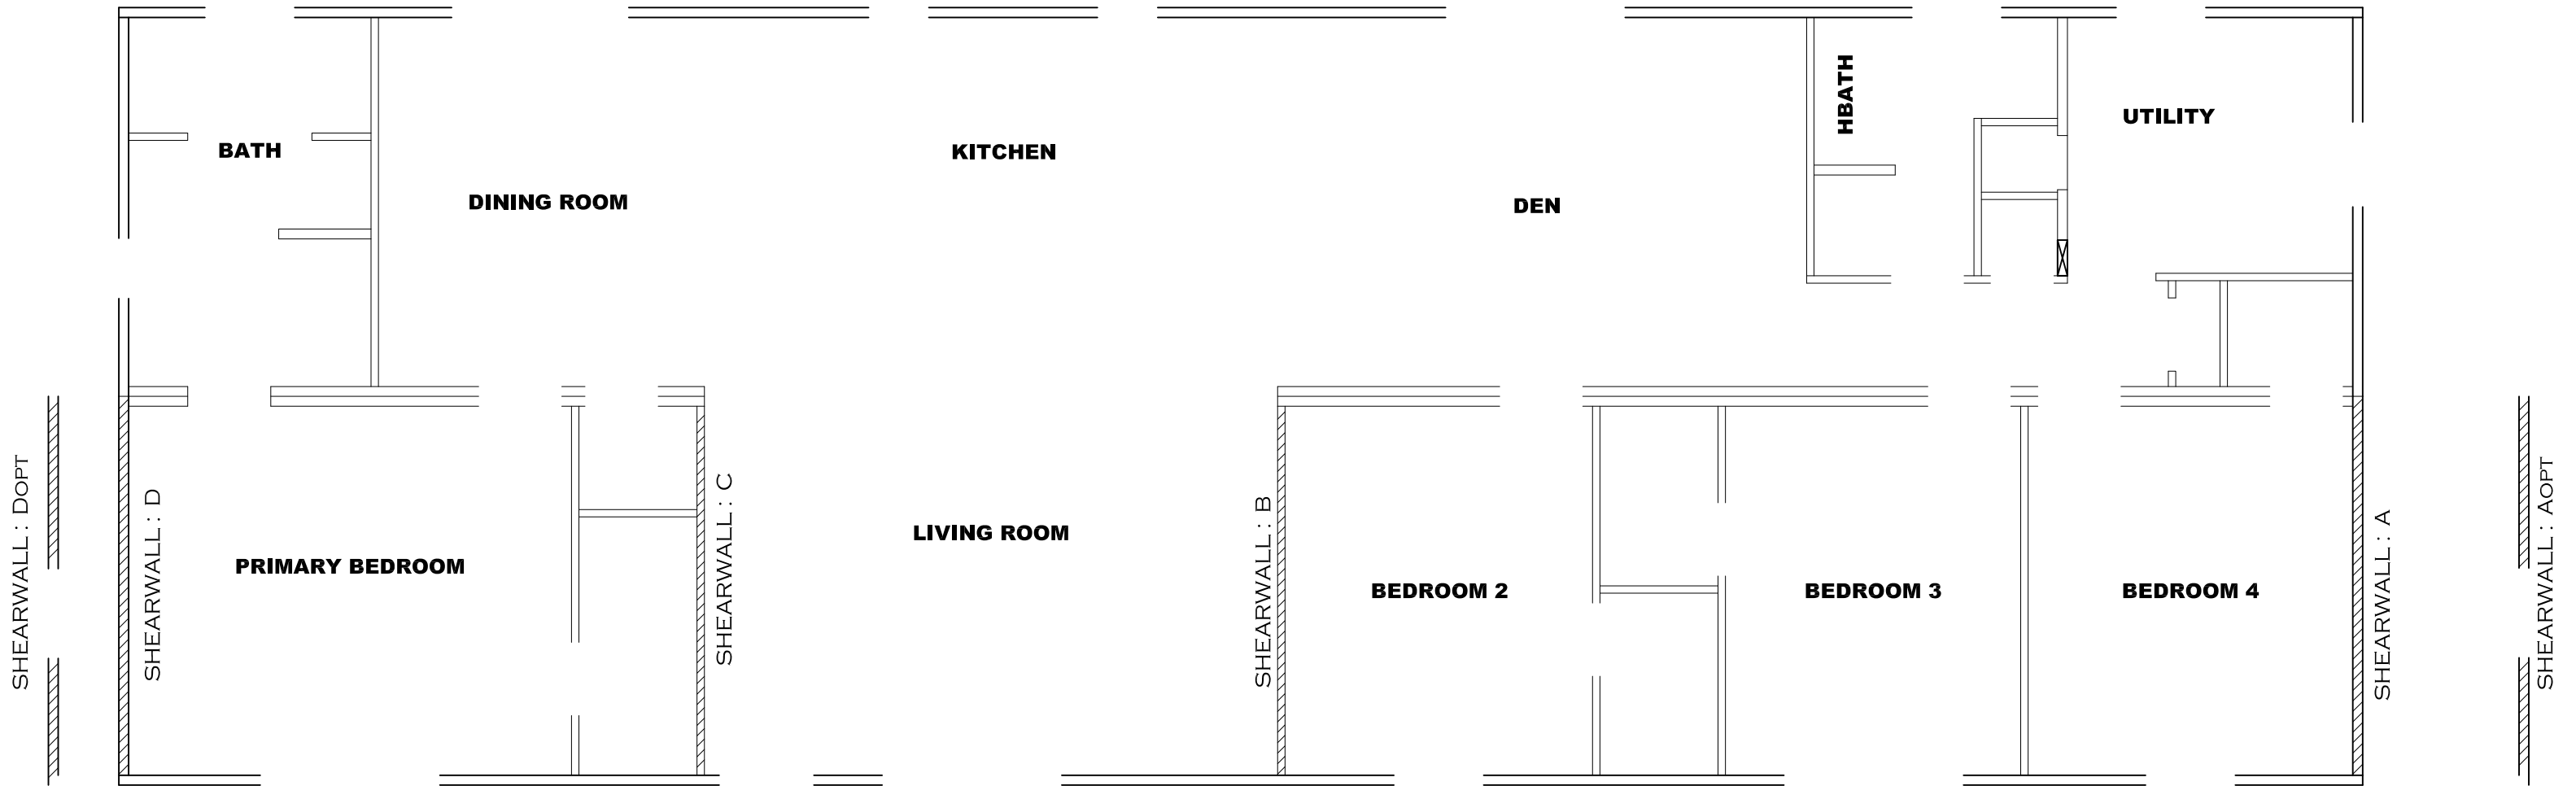 HBATH
UTILITY
BATH
KITCHEN
DINING ROOM
DEN
SHEARWALL : DOPT
SHEARWALL : D
SHEARWALL : C
SHEARWALL : B
SHEARWALL : A
SHEARWALL : AOPT
LIVING ROOM
PRIMARY BEDROOM
BEDROOM 2
BEDROOM 3
BEDROOM 4